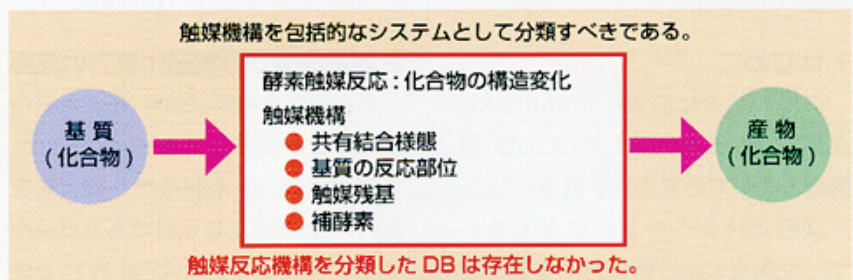 触媒機構を包括的なシステムとして分類すべきである。
基 質
(化合物)
酵素触媒反応:化合物の構造変化
触媒機構
● 共有結合様態
● 基質の反応部位
● 触媒残基
● 補酵素
産 物
(化合物)
触媒反応機構を分類した DB は存在しなかった。